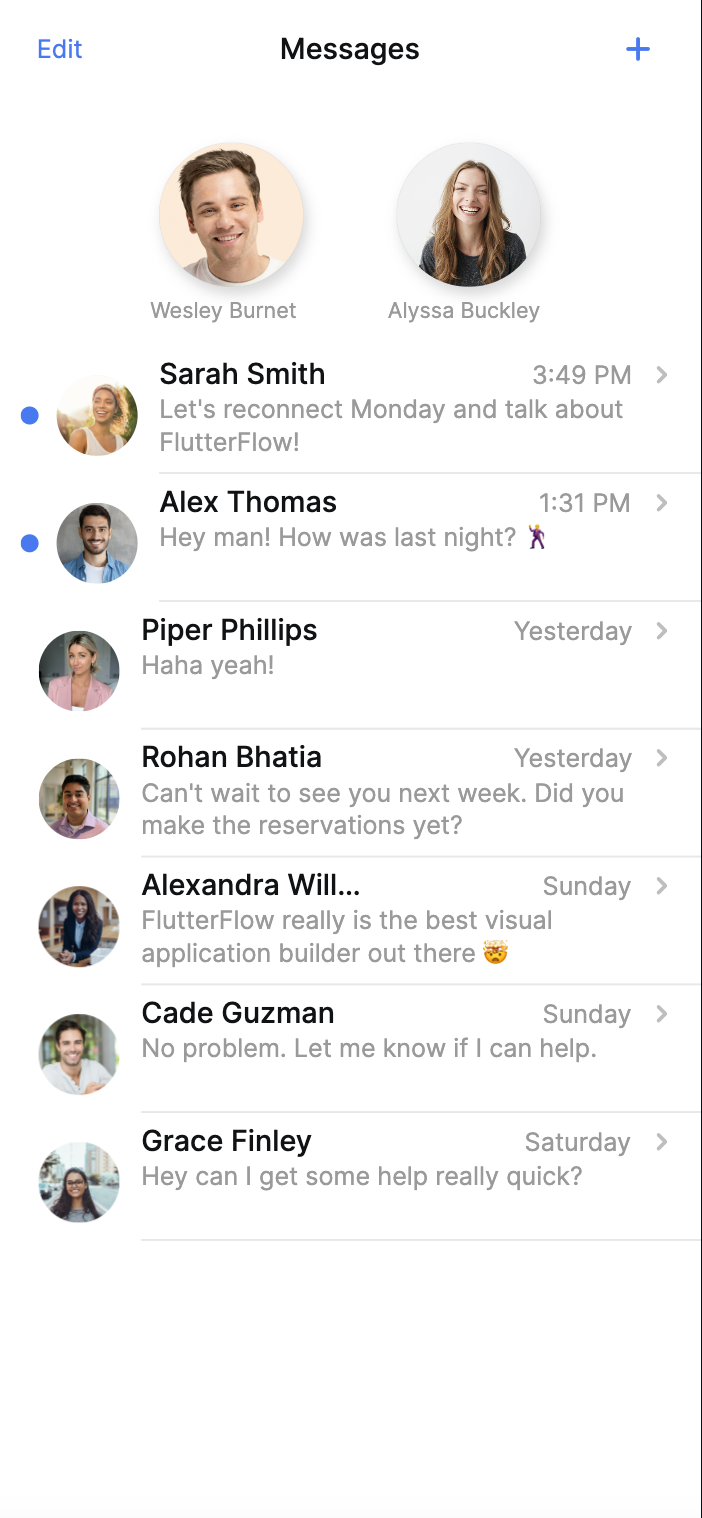 Edit Messages +
Wesley Burnet Alyssa Buckley
Sarah Smith 3:49 PM
Let's reconnect Monday and talk about
FlutterFlow!
Alex Thomas 1:31 PM
Hey man! How was last night? 🕺
Piper Phillips Yesterday
Haha yeah!
Rohan Bhatia Yesterday
Can't wait to see you next week. Did you
make the reservations yet?
Alexandra Will... Sunday
FlutterFlow really is the best visual
application builder out there 🤯
Cade Guzman Sunday
No problem. Let me know if I can help.
Grace Finley Saturday
Hey can I get some help really quick?